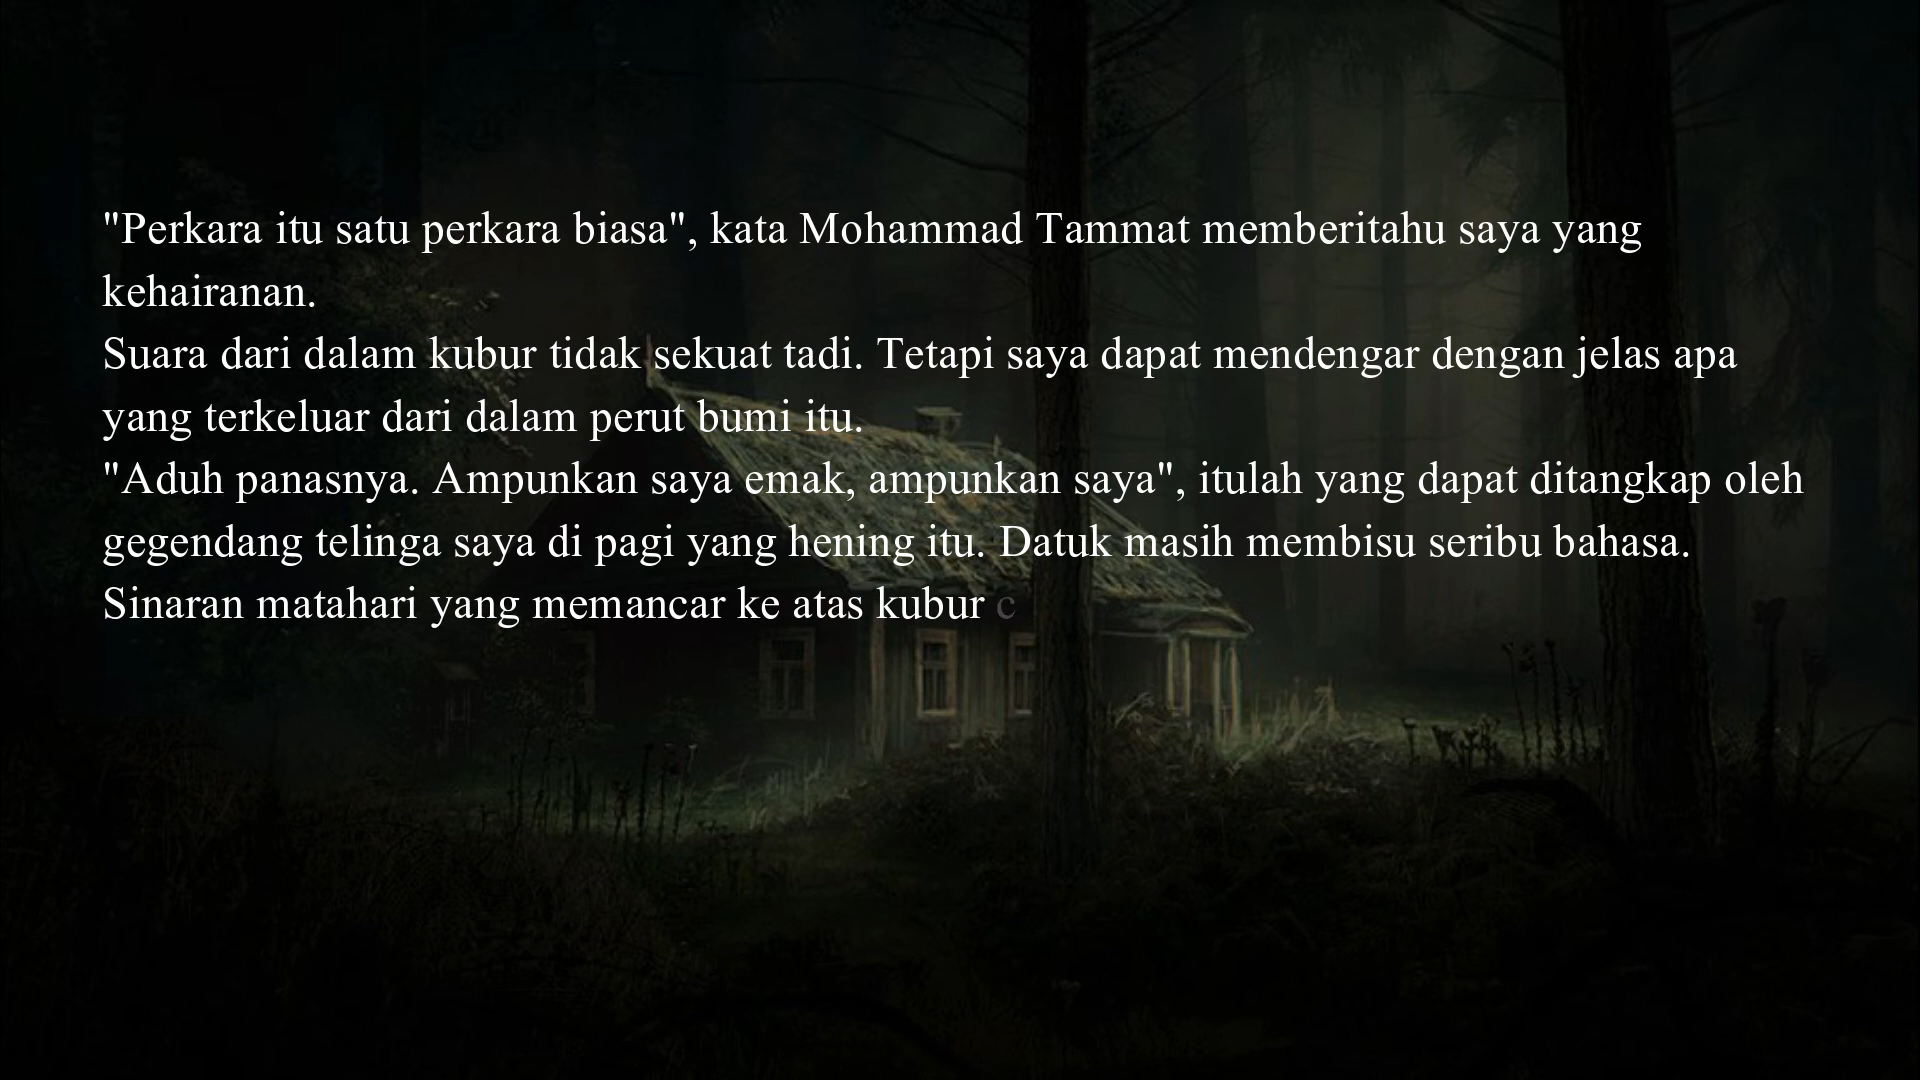 "Perkara itu satu perkara biasa", kata Mohammad Tammat memberitahu saya yang
kehairanan.
Suara dari dalam kubur tidak sekuat tadi. Tetapi saya dapat mendengar dengan jelas apa
yang terkeluar dari dalam perut bumi itu.
"Aduh panasnya. Ampunkan saya emak, ampunkan saya", itulah yang dapat ditangkap oleh
gegendang telinga saya di pagi yang hening itu. Datuk masih membisu seribu bahasa.
Sinaran matahari yang memancar ke atas kubur c